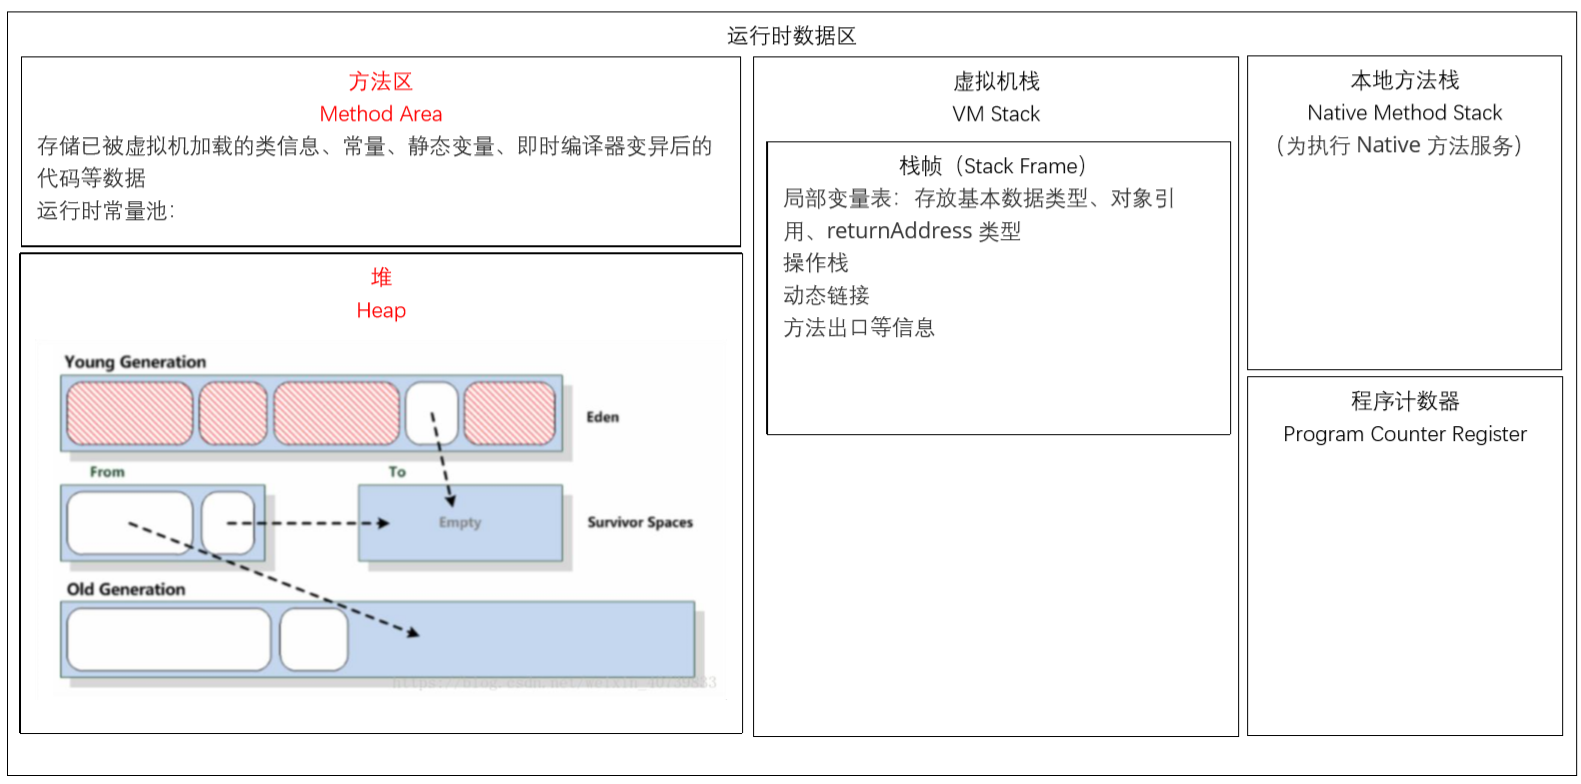 运行时数据区
方法区
Method Area
存储已被虚拟机加载的类信息、常量、静态变量、即时编译器变异后的
代码等数据
运行时常量池：
堆
Heap
Young Generation
Eden
From
To
Empty
Survivor Spaces
Old Generation
https://blog.csdn.net/weixin_40739833
虚拟机栈
VM Stack
栈帧（Stack Frame）
局部变量表：存放基本数据类型、对象引
用、returnAddress 类型
操作栈
动态链接
方法出口等信息
本地方法栈
Native Method Stack
（为执行 Native 方法服务）
程序计数器
Program Counter Register